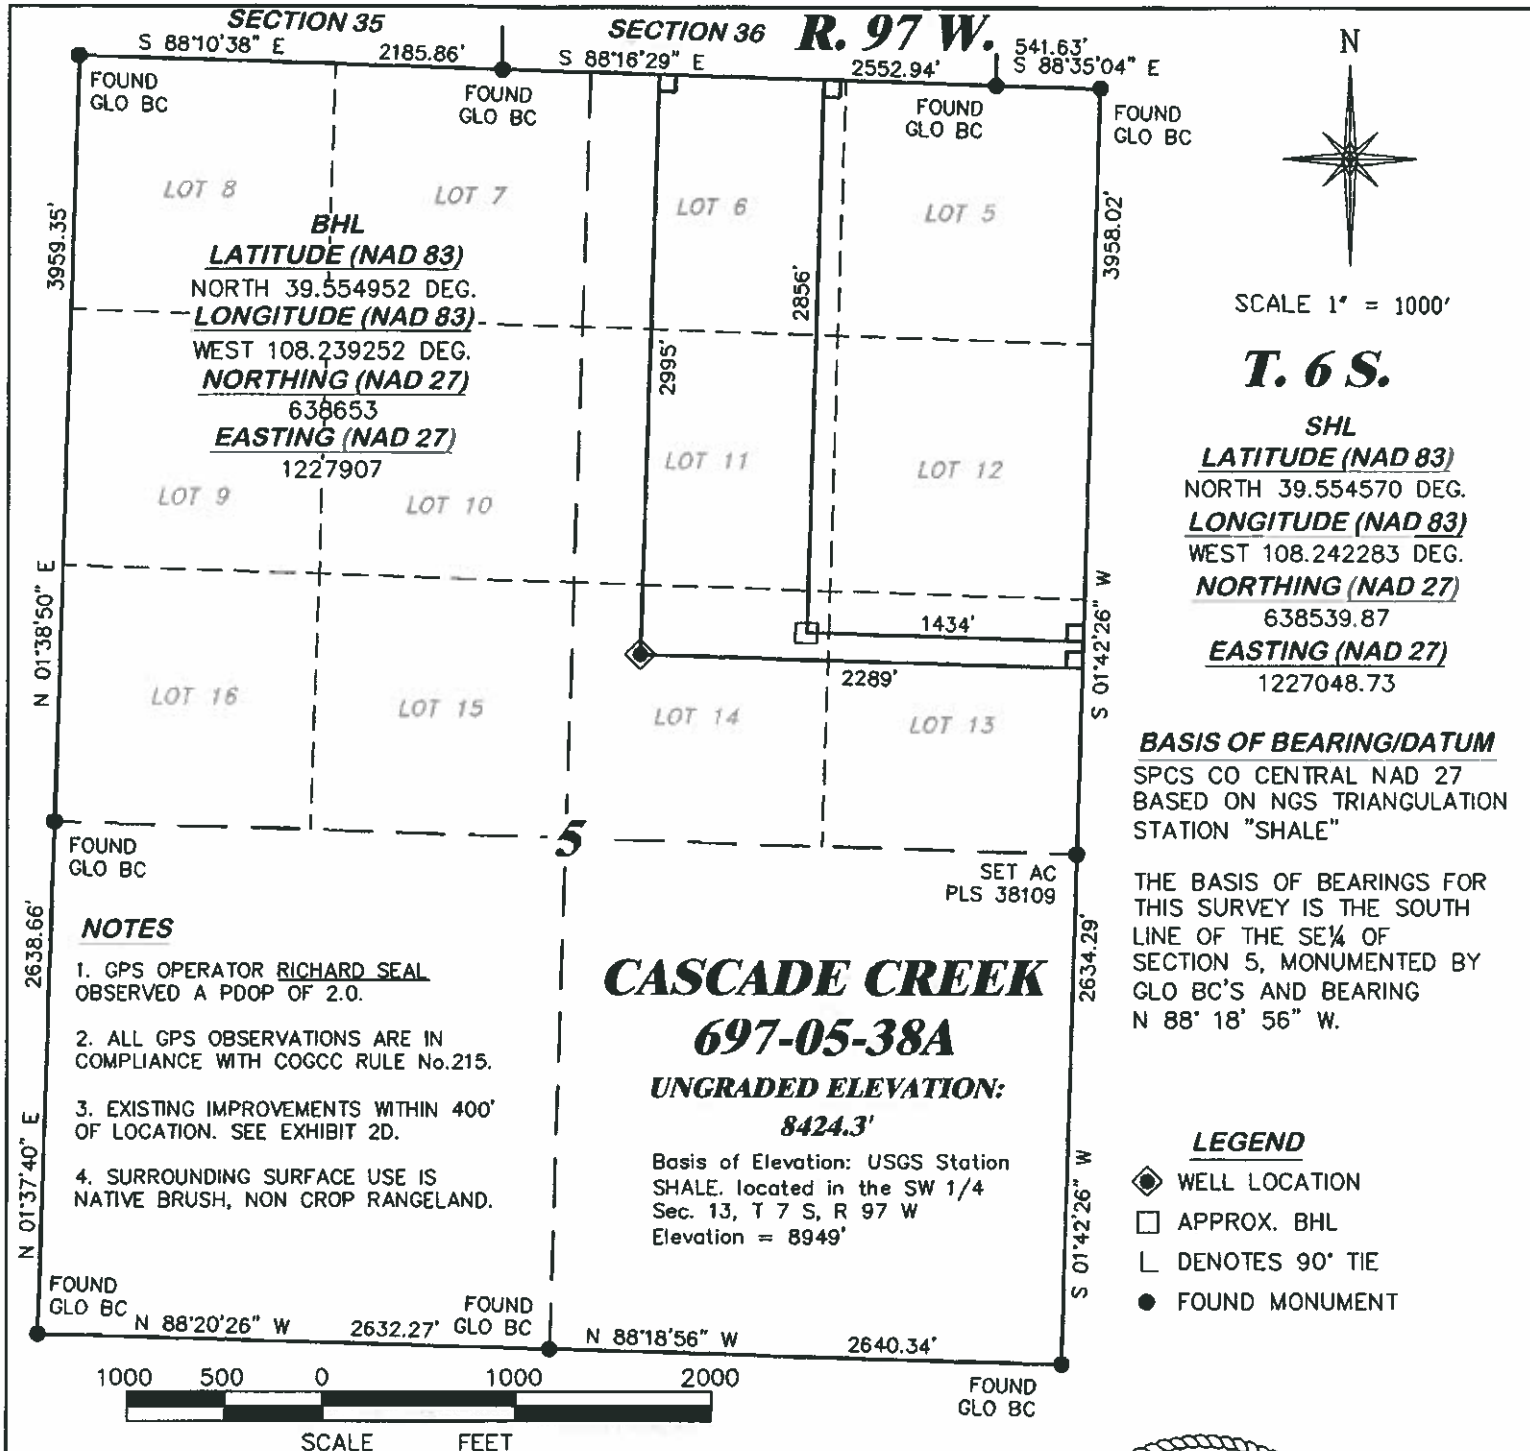 SECTION 35
SECTION 36
R. 97 W.
S 88°10'38" E
2185.86'
S 88°16'29" E
2552.94'
541.63'
S 88°35'04" E
N
FOUND
GLO BC
FOUND
GLO BC
FOUND
GLO BC
FOUND
GLO BC
LOT 8
LOT 7
LOT 6
LOT 5
3959.35'
3958.02'
BHL
LATITUDE (NAD 83)
NORTH 39.554952 DEG.
LONGITUDE (NAD 83)
WEST 108.239252 DEG.
NORTHING (NAD 27)
638653
EASTING (NAD 27)
1227907
2856'
2995'
SCALE 1" = 1000'
T. 6 S.
SHL
LATITUDE (NAD 83)
NORTH 39.554570 DEG.
LONGITUDE (NAD 83)
WEST 108.242283 DEG.
NORTHING (NAD 27)
638539.87
EASTING (NAD 27)
1227048.73
LOT 9
LOT 10
LOT 11
LOT 12
N 01°38'50" E
S 01°42'26" W
1434'
2289'
LOT 16
LOT 15
LOT 14
LOT 13
BASIS OF BEARING/DATUM
SPCS CO CENTRAL NAD 27
BASED ON NGS TRIANGULATION
STATION "SHALE"
THE BASIS OF BEARINGS FOR
THIS SURVEY IS THE SOUTH
LINE OF THE SE¼ OF
SECTION 5, MONUMENTED BY
GLO BC'S AND BEARING
N 88° 18' 56" W.
5
FOUND
GLO BC
SET AC
PLS 38109
2638.66'
2634.29'
NOTES
1. GPS OPERATOR RICHARD SEAL
OBSERVED A PDOP OF 2.0.
2. ALL GPS OBSERVATIONS ARE IN
COMPLIANCE WITH COGCC RULE No.215.
3. EXISTING IMPROVEMENTS WITHIN 400'
OF LOCATION. SEE EXHIBIT 2D.
4. SURROUNDING SURFACE USE IS
NATIVE BRUSH, NON CROP RANGELAND.
CASCADE CREEK
697-05-38A
UNGRADED ELEVATION:
8424.3'
Basis of Elevation: USGS Station
SHALE. located in the SW 1/4
Sec. 13, T 7 S, R 97 W
Elevation = 8949'
N 01°37'40" E
S 01°42'26" W
LEGEND
WELL LOCATION
APPROX. BHL
DENOTES 90° TIE
FOUND MONUMENT
FOUND
GLO BC
N 88°20'26" W
2632.27'
FOUND
GLO BC
N 88°18'56" W
2640.34'
FOUND
GLO BC
1000 500 0 1000 2000
SCALE FEET